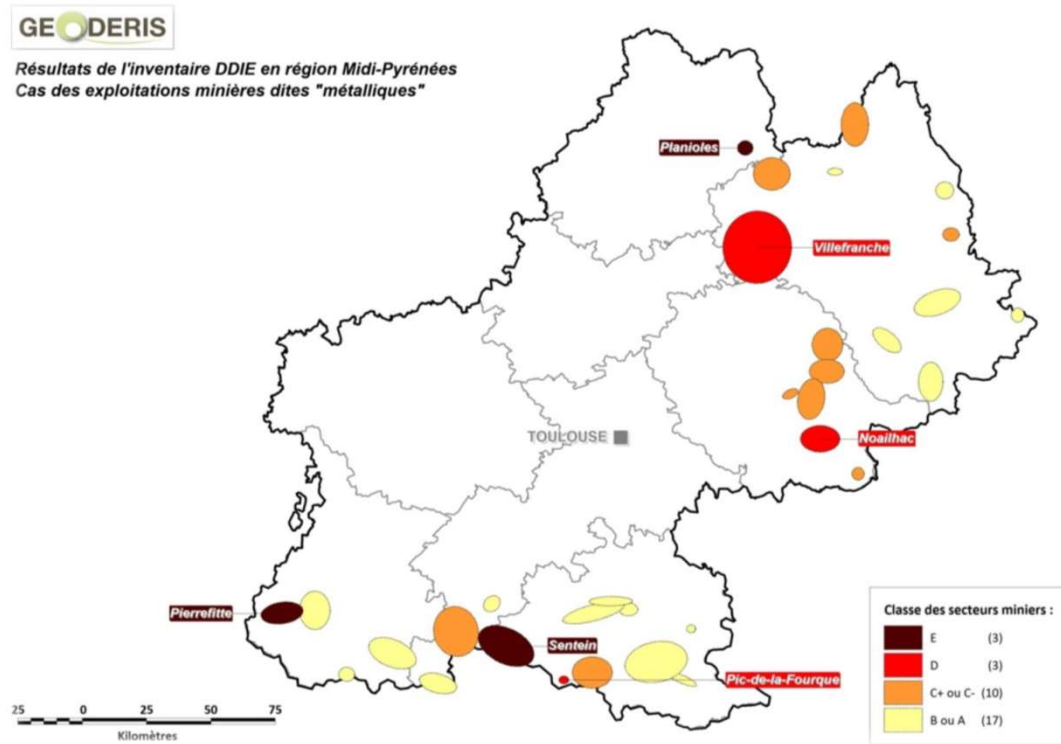 GEODERIS
Résultats de l'inventaire DDIE en région Midi-Pyrénées
Cas des exploitations minières dites "métalliques"
Planioles
Villefranche
TOULOUSE
Noailhac
Pierrefitte
Sentein
Pic-de-la-Fourque
Classe des secteurs miniers :
E (3)
D (3)
C+ ou C- (10)
B ou A (17)
25 0 25 50 75
Kilomètres